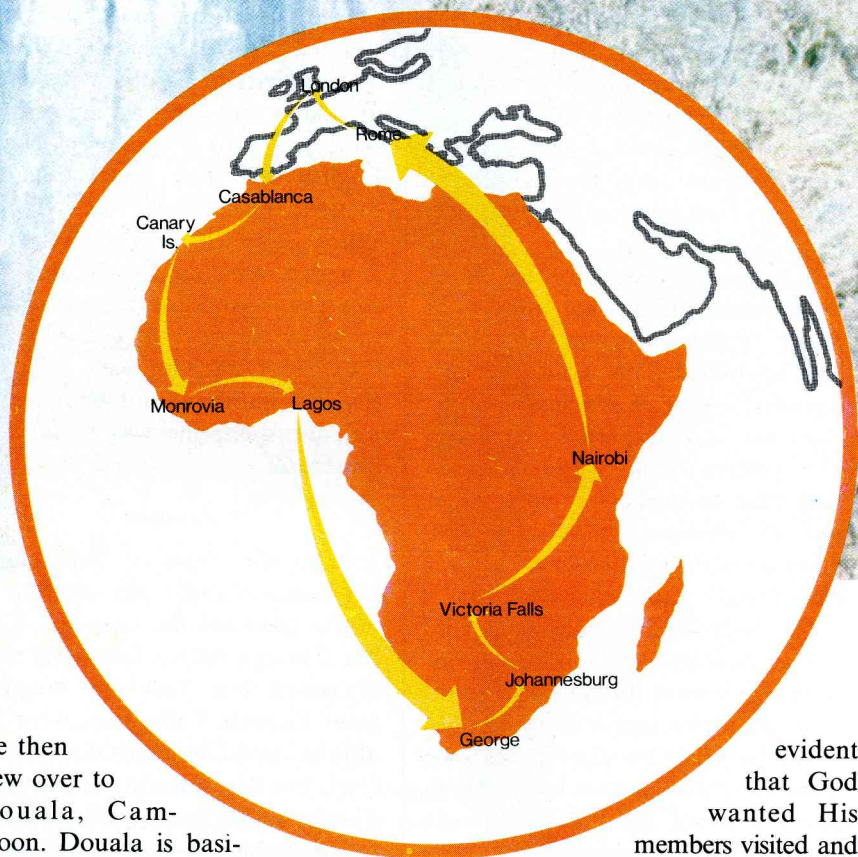 London
Rome
Casablanca
Canary
Is.
Monrovia
Lagos
Nairobi
Victoria Falls
Johannesburg
George
e then
ew over to
ouala, Cam-
oon. Douala is basi-
evident
that God
wanted His
members visited and